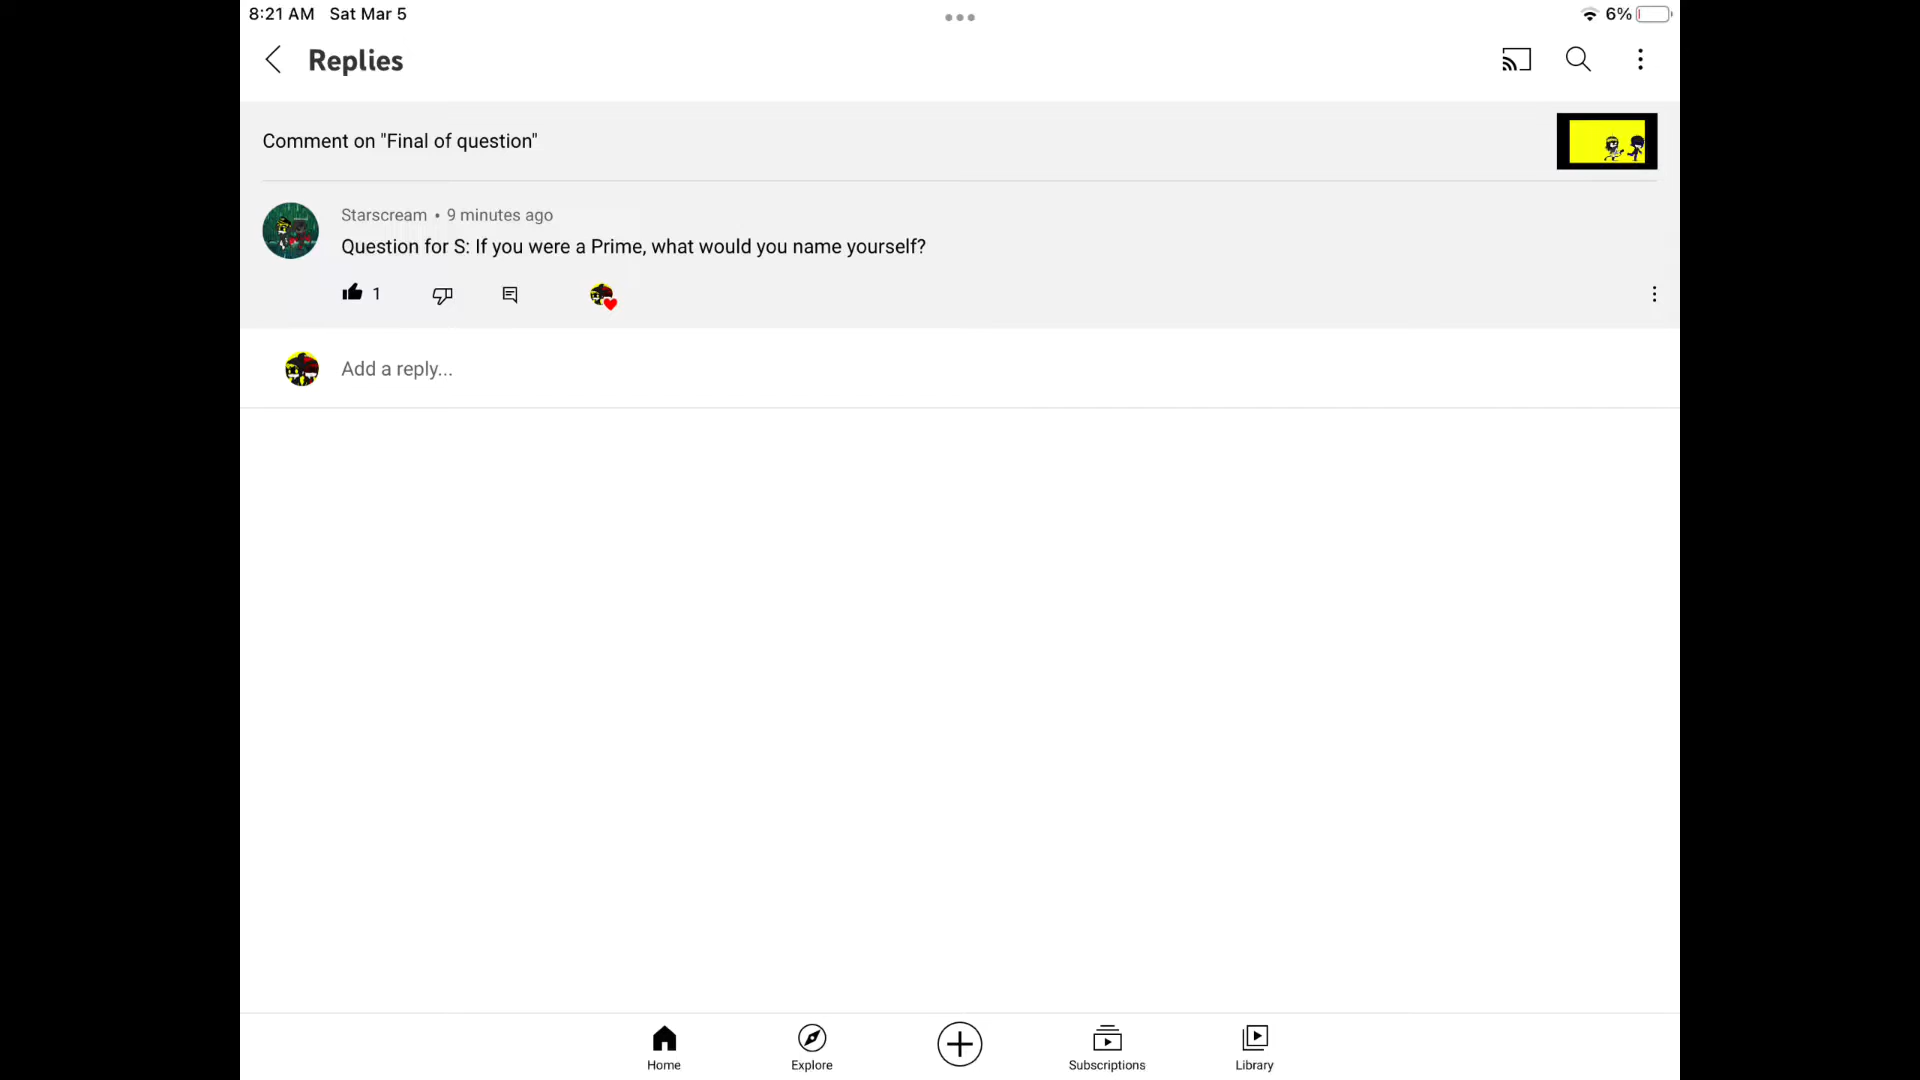 8:21 AM Sat Mar 5
6%
Replies
Comment on "Final of question"
Starscream • 9 minutes ago
Question for S: If you were a Prime, what would you name yourself?
1
Add a reply...
Home
Explore
Subscriptions
Library